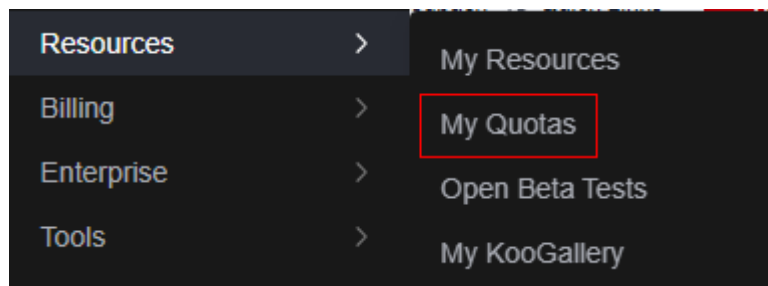 Resources
Billing
Enterprise
Tools
My Resources
My Quotas
Open Beta Tests
My KooGallery